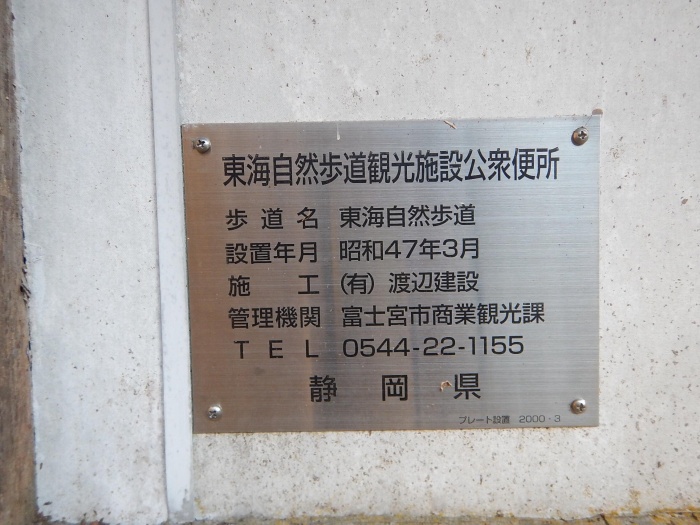 東海自然歩道観光施設公衆便所
歩道名 東海自然歩道
設置年月 昭和47年3月
施工 (有) 渡辺建設
管理機関 富士宮市商業観光課
TEL 0544-22-1155
静岡県
プレート設置 2000・3